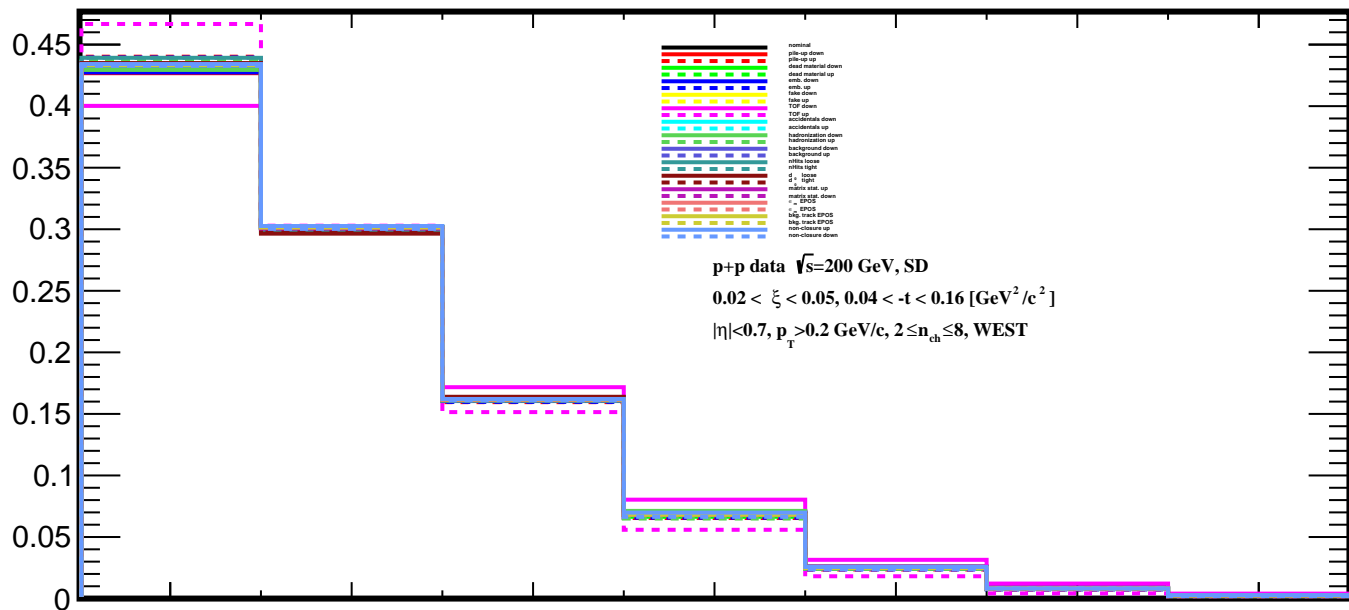 0.45
0.4
0.35
0.3
0.25
0.2
0.15
0.1
0.05
0
nominal
pile-up down
pile-up up
dead material down
dead material up
emb. down
emb. up
fake down
fake up
TOF down
TOF up
accidentals down
accidentals up
hadronization down
hadronization up
background down
background up
nHits loose
nHits tight
d₀ loose
d₀ tight
matrix stat. up
matrix stat. down
EPOS
EPOS
bkg. track EPOS
bkg. track EPOS
non-closure up
non-closure down
p+p data √s=200 GeV, SD
0.02 < ξ < 0.05, 0.04 < -t < 0.16 [GeV²/c²]
|η|<0.7, p_T>0.2 GeV/c, 2≤n_ch≤8, WEST